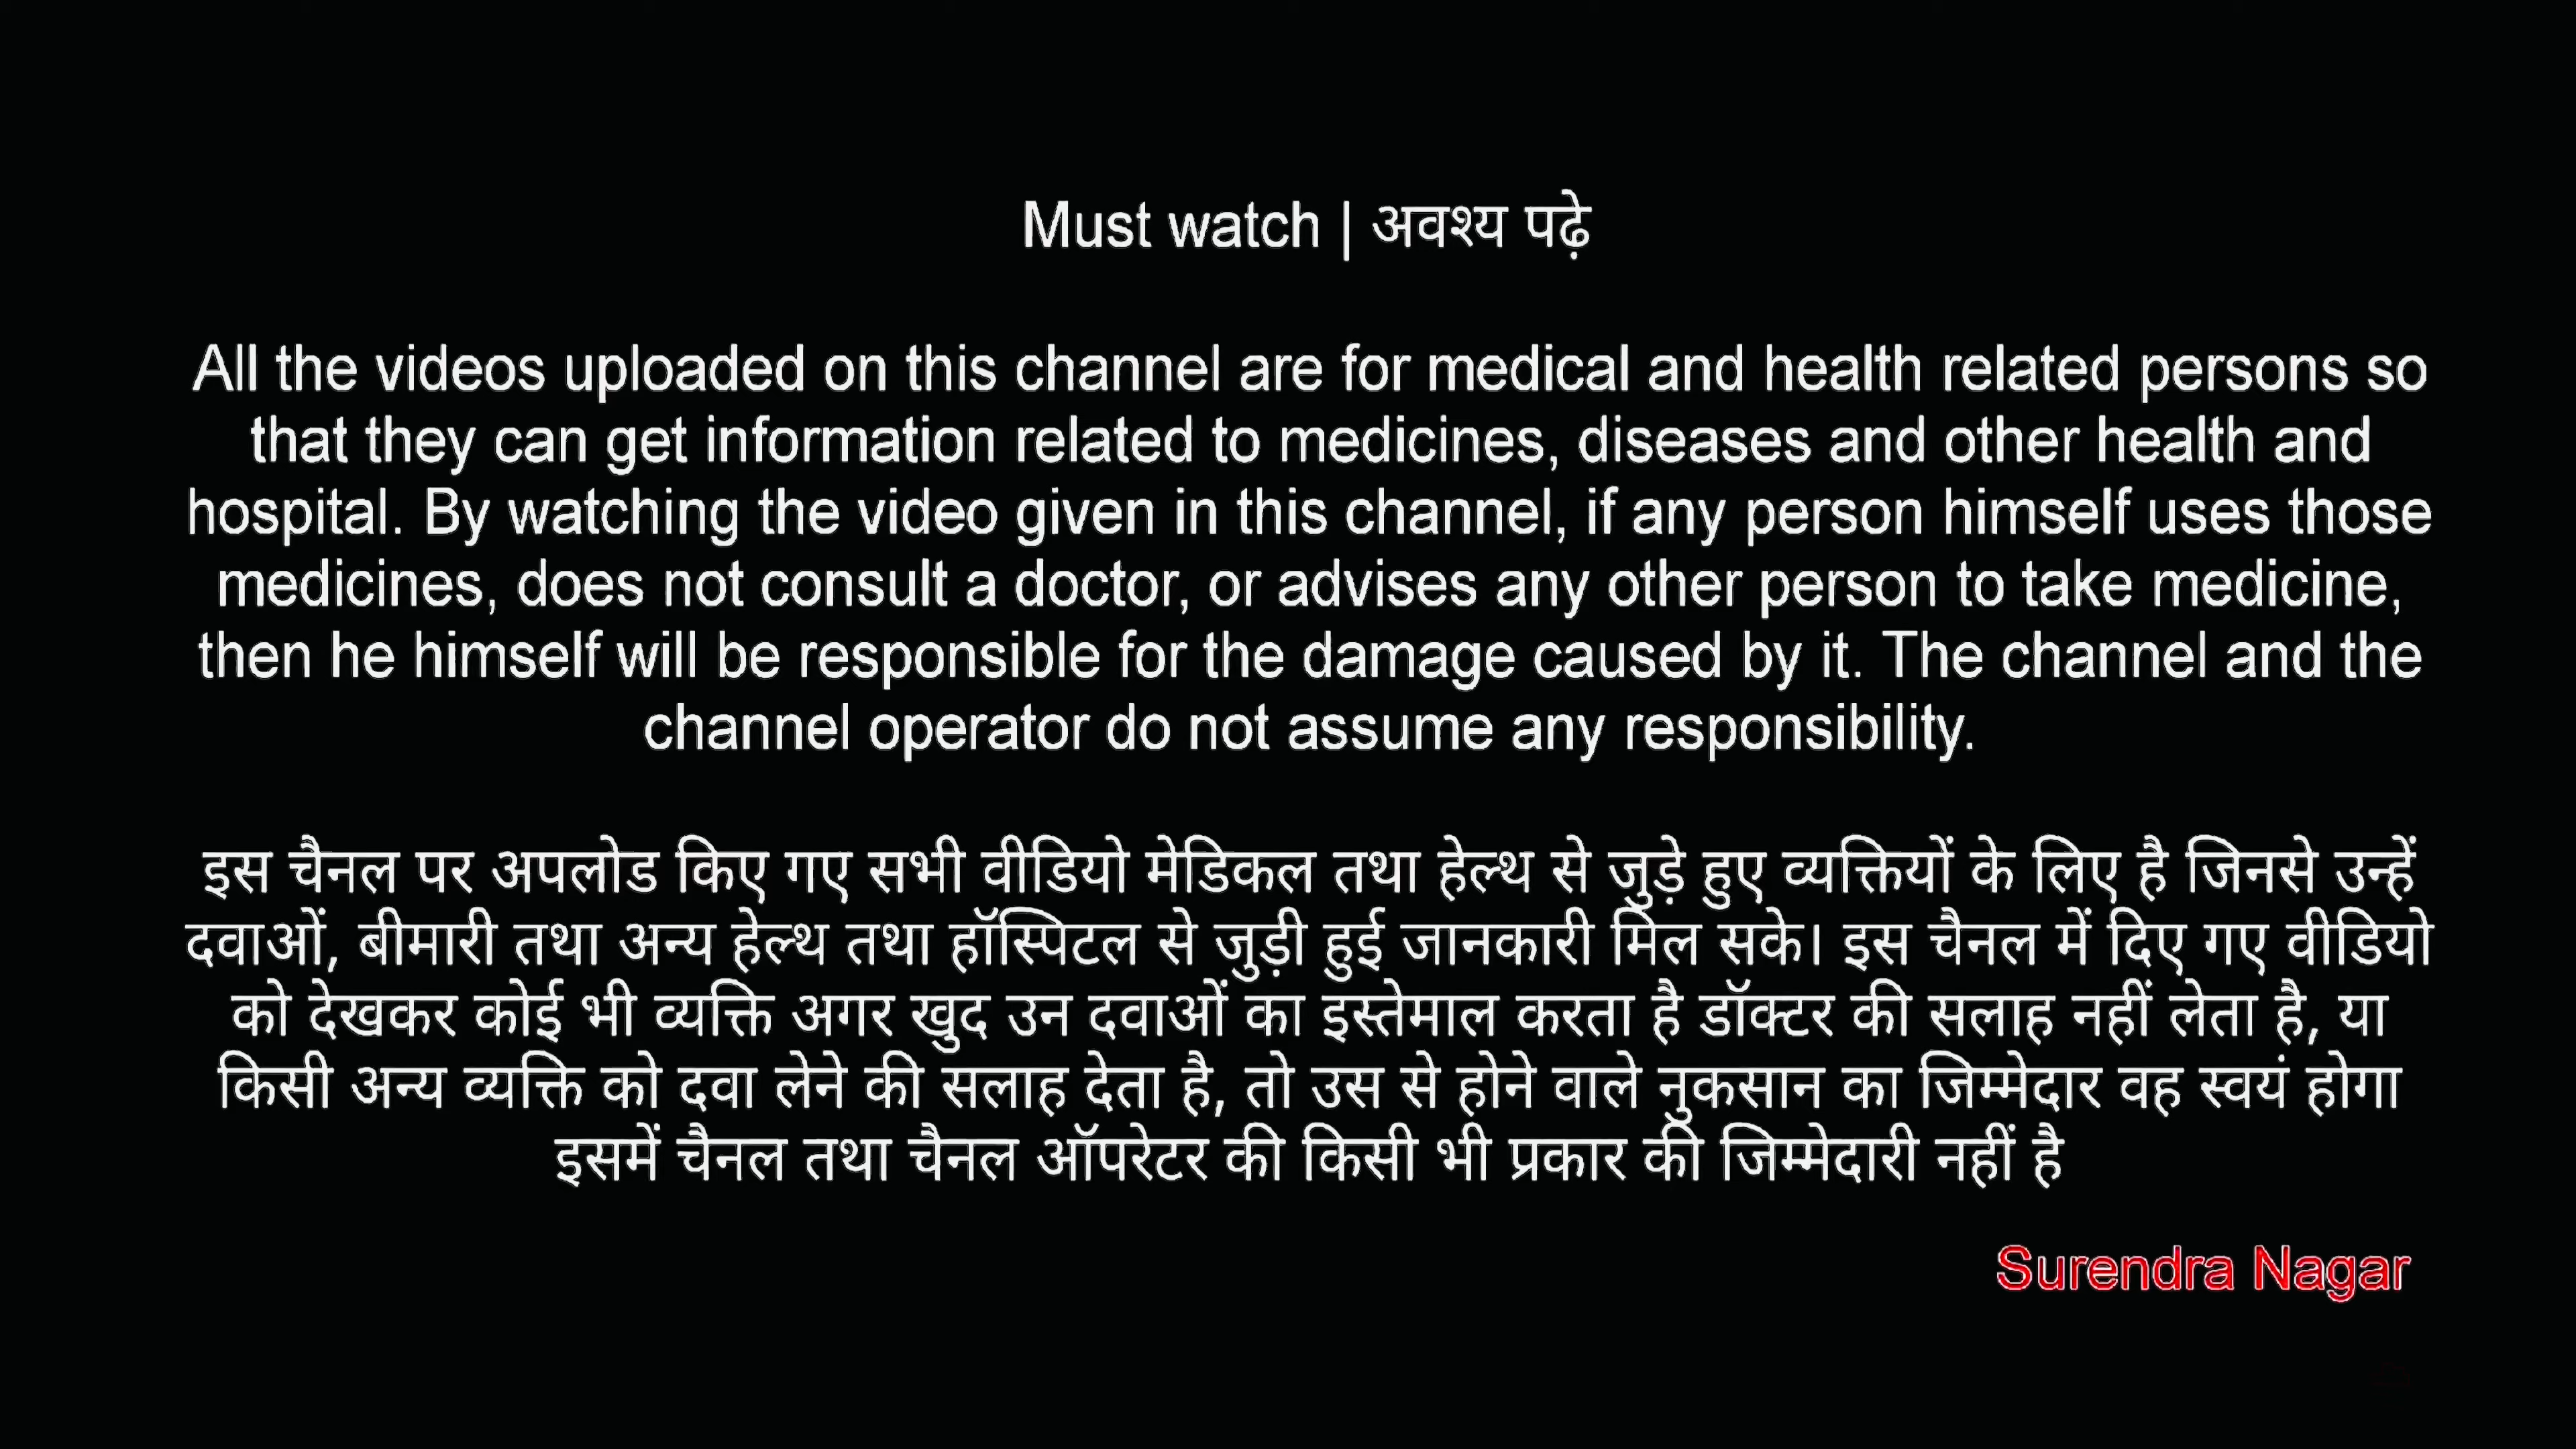 Must watch | अवश्य पढ़े
All the videos uploaded on this channel are for medical and health related persons so
that they can get information related to medicines, diseases and other health and
hospital. By watching the video given in this channel, if any person himself uses those
medicines, does not consult a doctor, or advises any other person to take medicine,
then he himself will be responsible for the damage caused by it. The channel and the
channel operator do not assume any responsibility.
इस चैनल पर अपलोड किए गए सभी वीडियो मेडिकल तथा हेल्थ से जुड़े हुए व्यक्तियों के लिए है जिनसे उन्हें
दवाओं, बीमारी तथा अन्य हेल्थ तथा हॉस्पिटल से जुड़ी हुई जानकारी मिल सके। इस चैनल में दिए गए वीडियो
को देखकर कोई भी व्यक्ति अगर खुद उन दवाओं का इस्तेमाल करता है डॉक्टर की सलाह नहीं लेता है, या
किसी अन्य व्यक्ति को दवा लेने की सलाह देता है, तो उस से होने वाले नुकसान का जिम्मेदार वह स्वयं होगा
इसमें चैनल तथा चैनल ऑपरेटर की किसी भी प्रकार की जिम्मेदारी नहीं है
Surendra Nagar